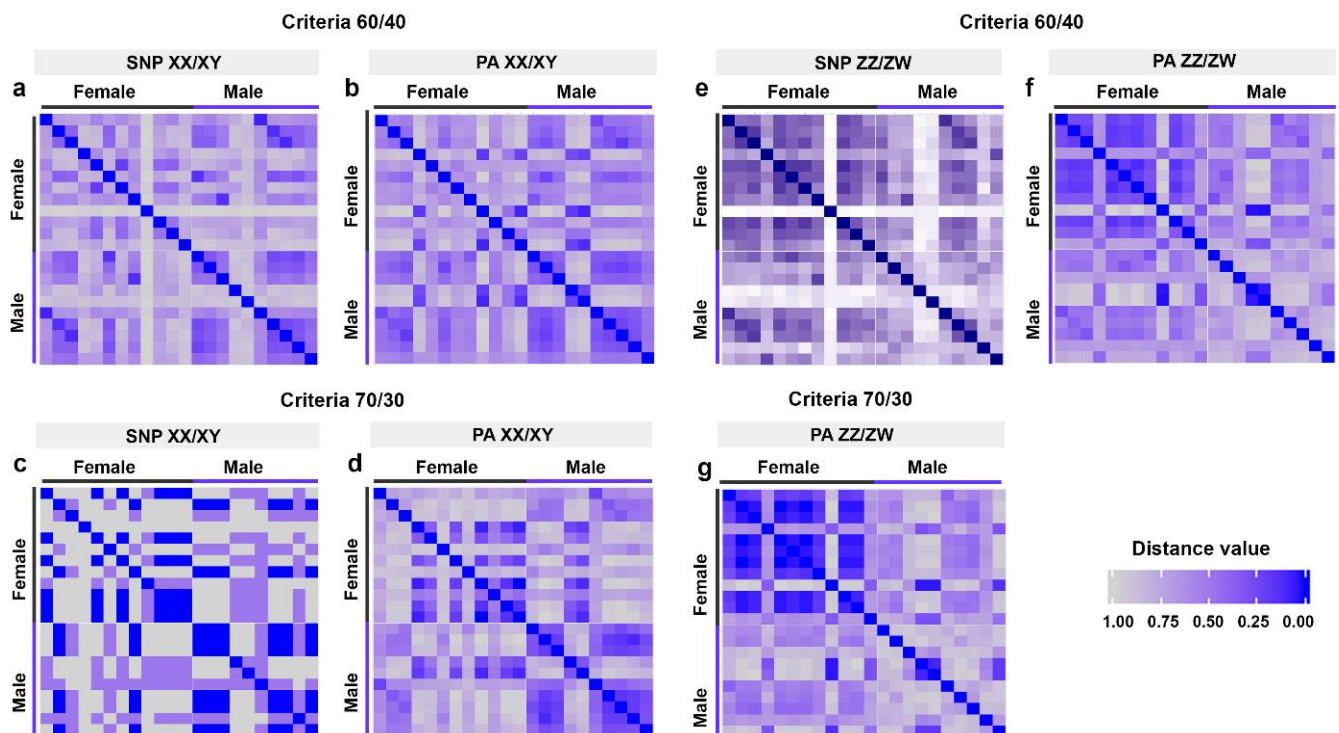 Criteria 60/40
Criteria 60/40
SNP XX/XY
PA XX/XY
SNP ZZ/ZW
PA ZZ/ZW
a
Female
Male
b
Female
Male
e
Female
Male
f
Female
Male
Female
Male
Female
Male
Female
Male
Female
Male
Criteria 70/30
Criteria 70/30
SNP XX/XY
PA XX/XY
PA ZZ/ZW
c
Female
Male
d
Female
Male
g
Female
Male
Female
Male
Female
Male
Female
Male
Distance value
1.00 0.75 0.50 0.25 0.00